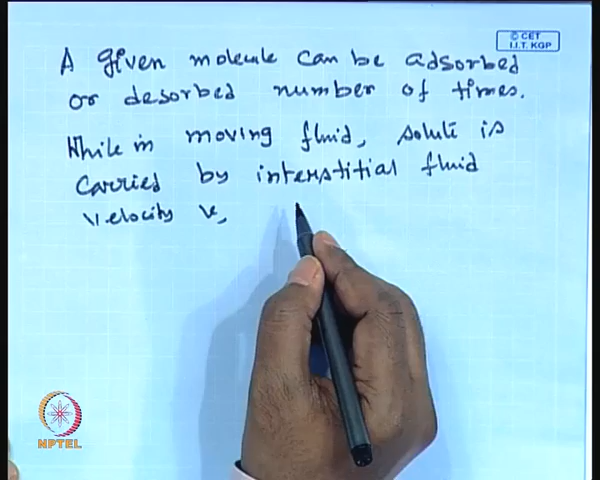 © CET
I.I.T. KGP
A given molecule can be adsorbed
or desorbed number of times.
While in moving fluid, solute is
carried by interstitial fluid
velocity v,
NPTEL